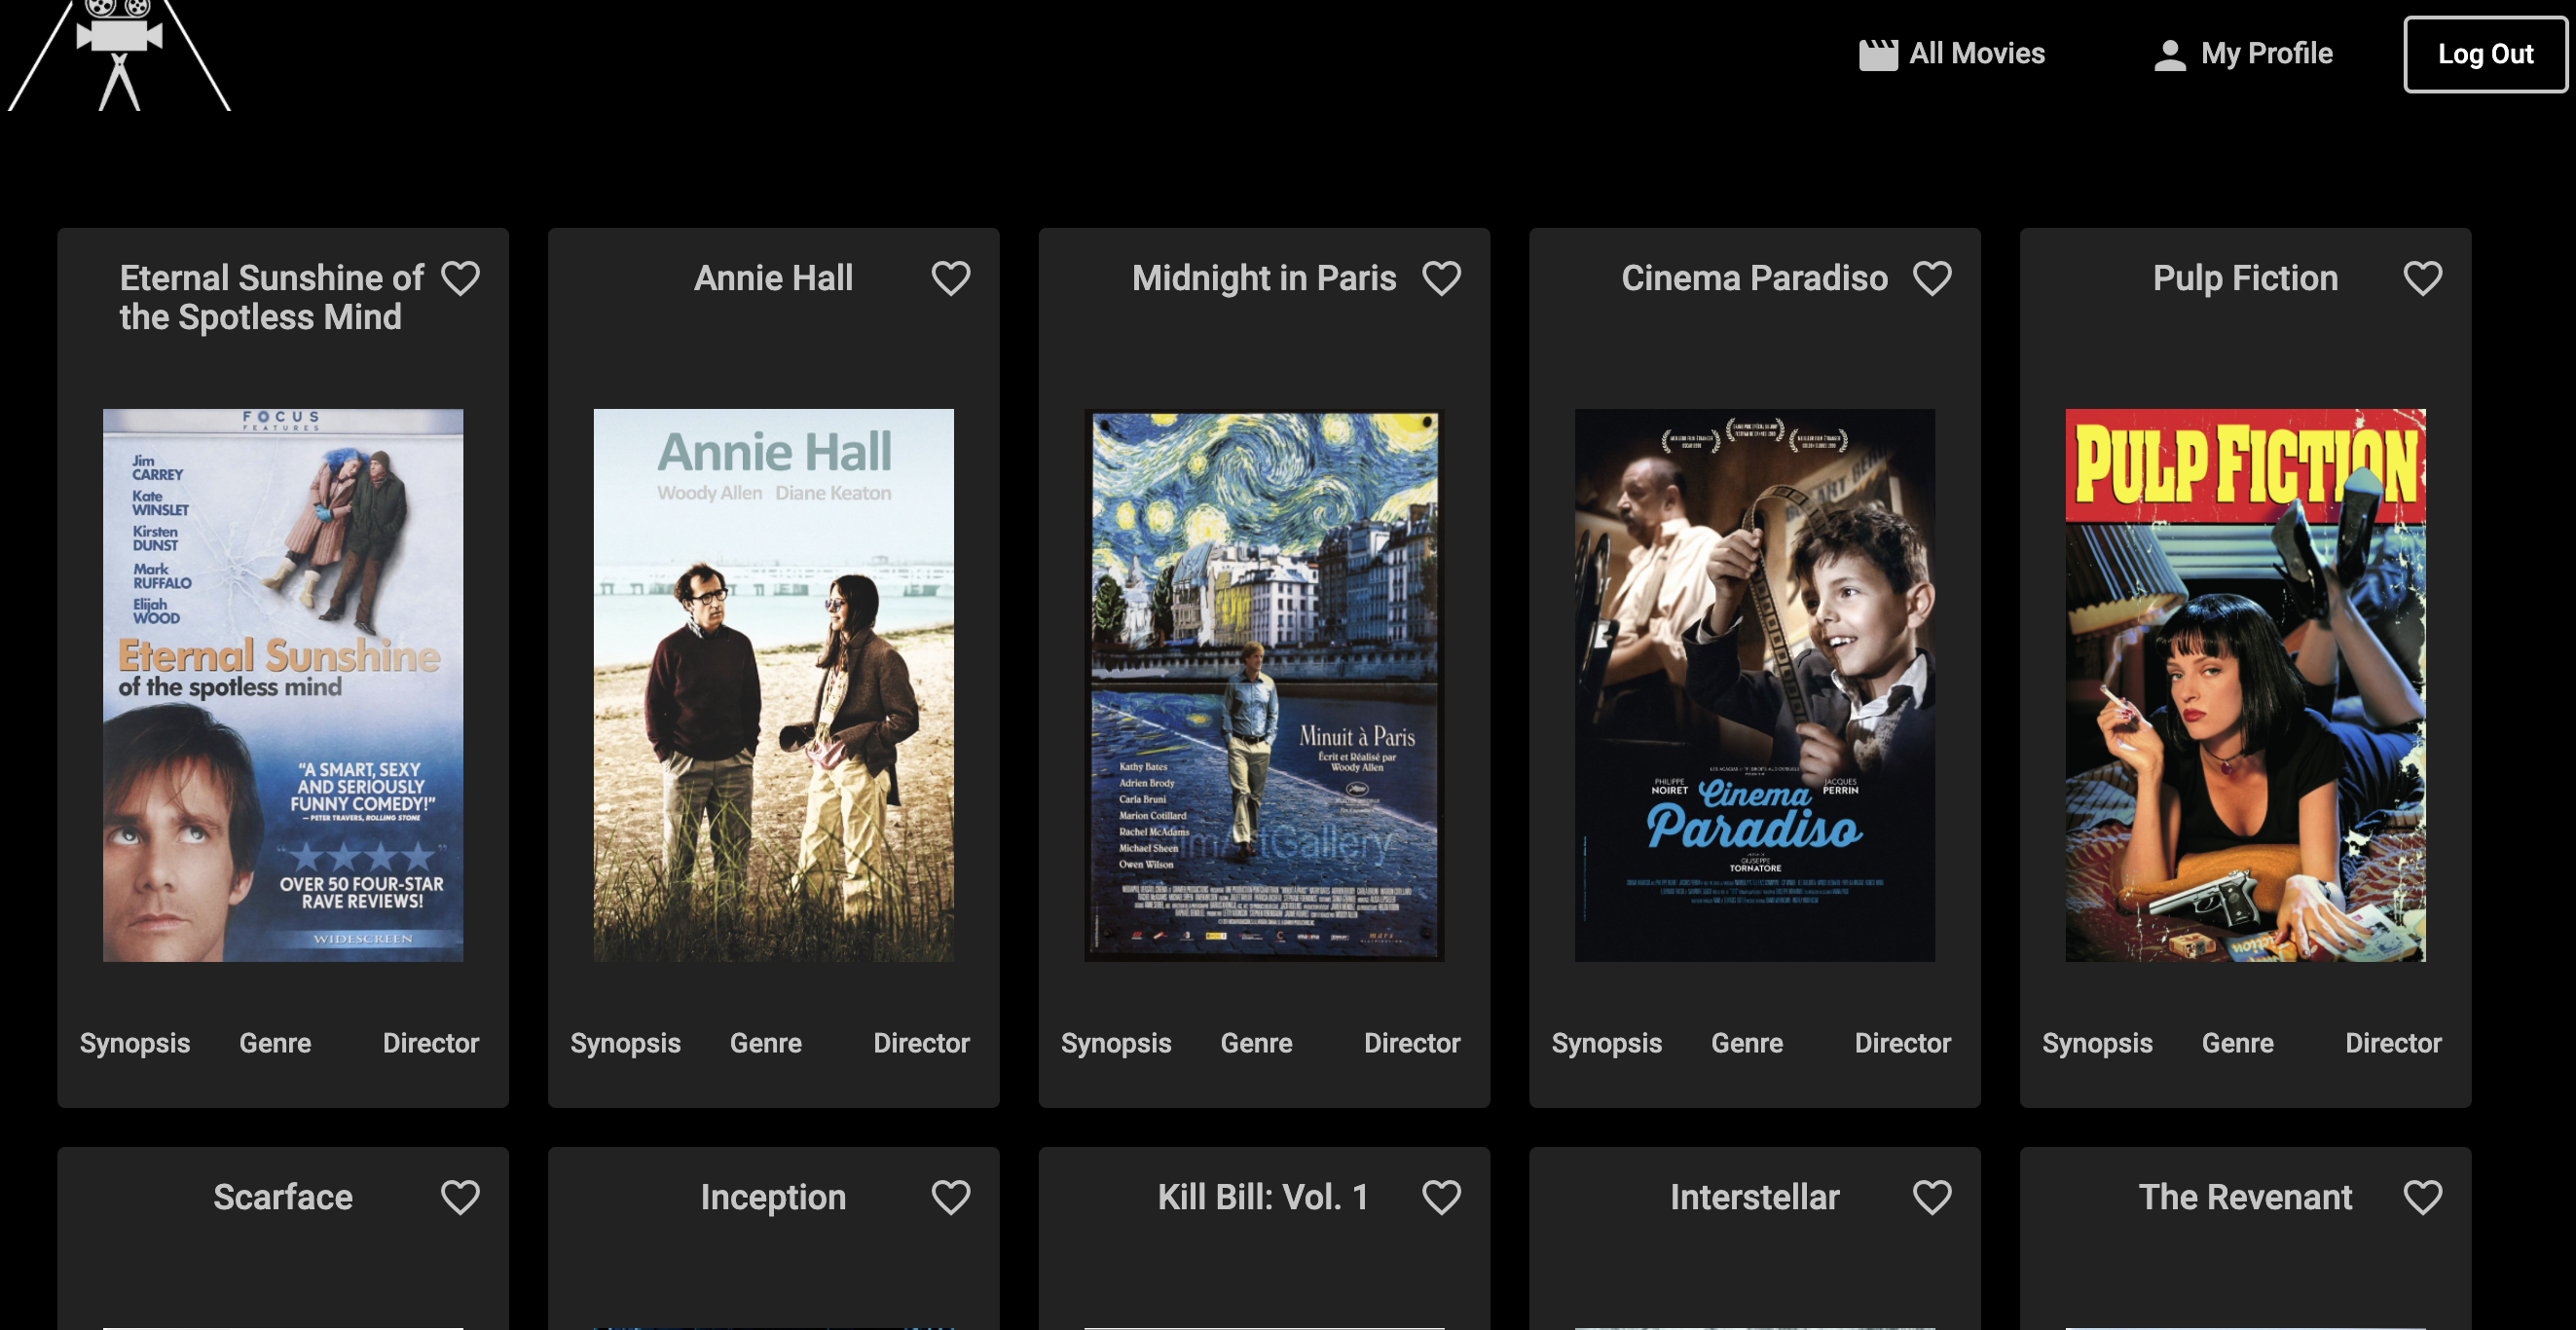 All Movies
My Profile
Log Out
Eternal Sunshine of
the Spotless Mind
Annie Hall
Midnight in Paris
Cinema Paradiso
Pulp Fiction
FOCUS
FEATURES
Jim
CARREY
Kate
WINSLET
Kirsten
DUNST
Mark
RUFFALO
Elijah
WOOD
Eternal Sunshine
of the spotless mind
"A SMART, SEXY
AND SERIOUSLY
FUNNY COMEDY!"
— PETER TRAVERS, ROLLING STONE
OVER 50 FOUR-STAR
RAVE REVIEWS!
WIDESCREEN
Annie Hall
Woody Allen Diane Keaton
Minuit à Paris
Écrit et Réalisé par
Woody Allen
Kathy Bates
Adrien Brody
Carla Bruni
Marion Cotillard
Rachel McAdams
Michael Sheen
Owen Wilson
PHILIPPE
NOIRET
JACQUES
PERRIN
Cinema
Paradiso
GIUSEPPE
TORNATORE
PULP FICTION
Synopsis Genre Director
Synopsis Genre Director
Synopsis Genre Director
Synopsis Genre Director
Synopsis Genre Director
Scarface
Inception
Kill Bill: Vol. 1
Interstellar
The Revenant